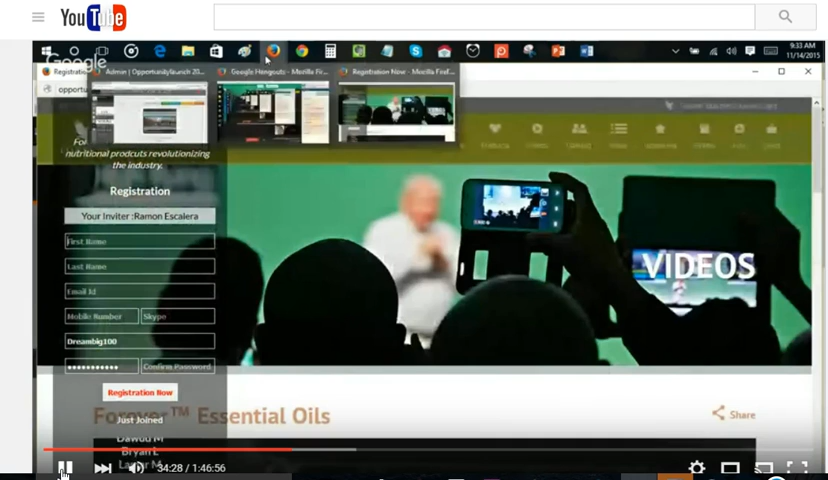 YouTube
9:33 AM
11/14/2015
Google
Registratio
Admin | Opportunitylaunch 20...
Google Hangouts - Mozilla Fir...
Registration Now - Mozilla Firef...
opportu
For
nutritional prodcuts revolutionizing
the industry.
Registration
Your Inviter :Ramon Escalera
First Name
Last Name
Email Id
Mobile Number
Skype
Dreambig100
Confirm Password
Registration Now
Just Joined
Dawud M
Bryan L
VIDEOS
Forever™ Essential Oils
Share
34:28 / 1:46:56